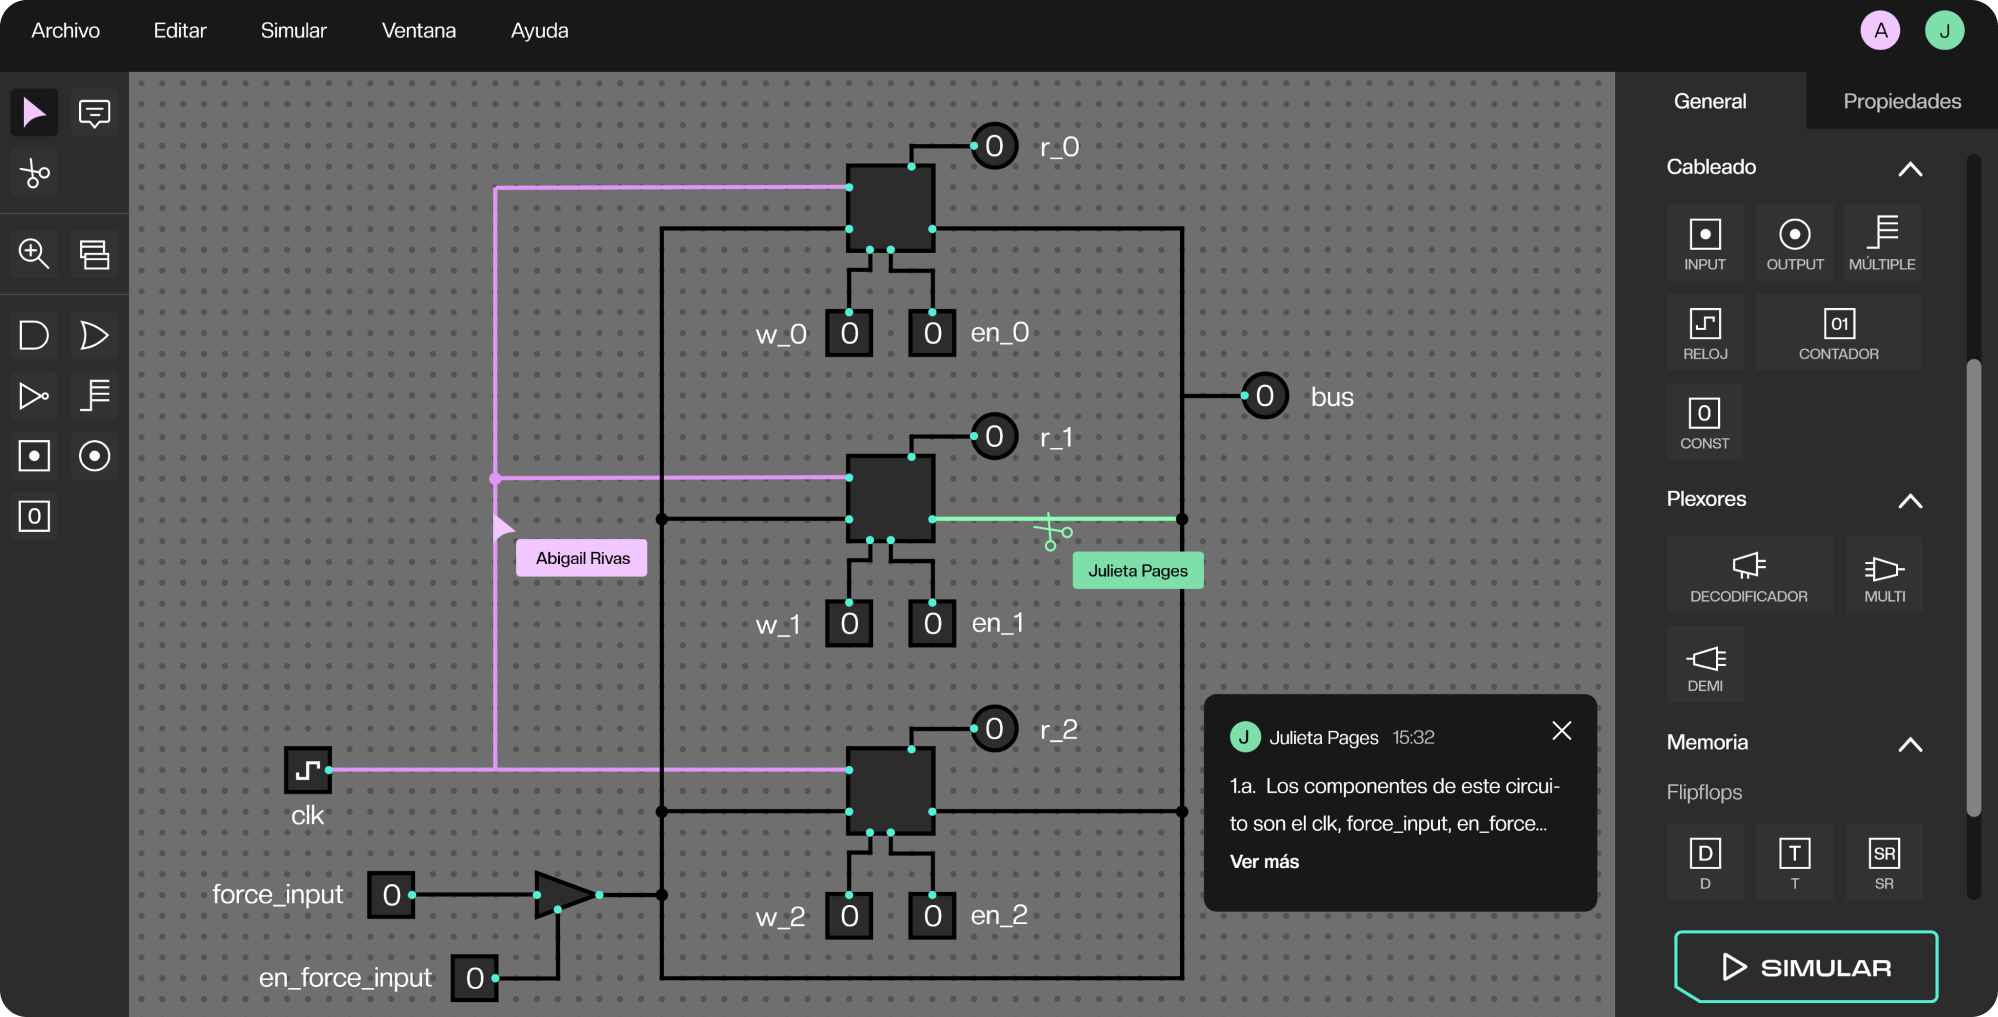 Archivo
Editar
Simular
Ventana
Ayuda
A
J
General
Propiedades
Cableado
INPUT
OUTPUT
MÚLTIPLE
RELOJ
01
CONTADOR
0
CONST
Plexores
DECODIFICADOR
MULTI
DEMI
Memoria
Flipflops
D
D
T
T
SR
SR
SIMULAR
0
0
r_0
w_0
0
0
en_0
0
bus
0
r_1
Abigail Rivas
Julieta Pages
w_1
0
0
en_1
0
r_2
clk
force_input
0
w_2
0
0
en_2
en_force_input
0
J
Julieta Pages
15:32
1.a. Los componentes de este circui-
to son el clk, force_input, en_force...
Ver más